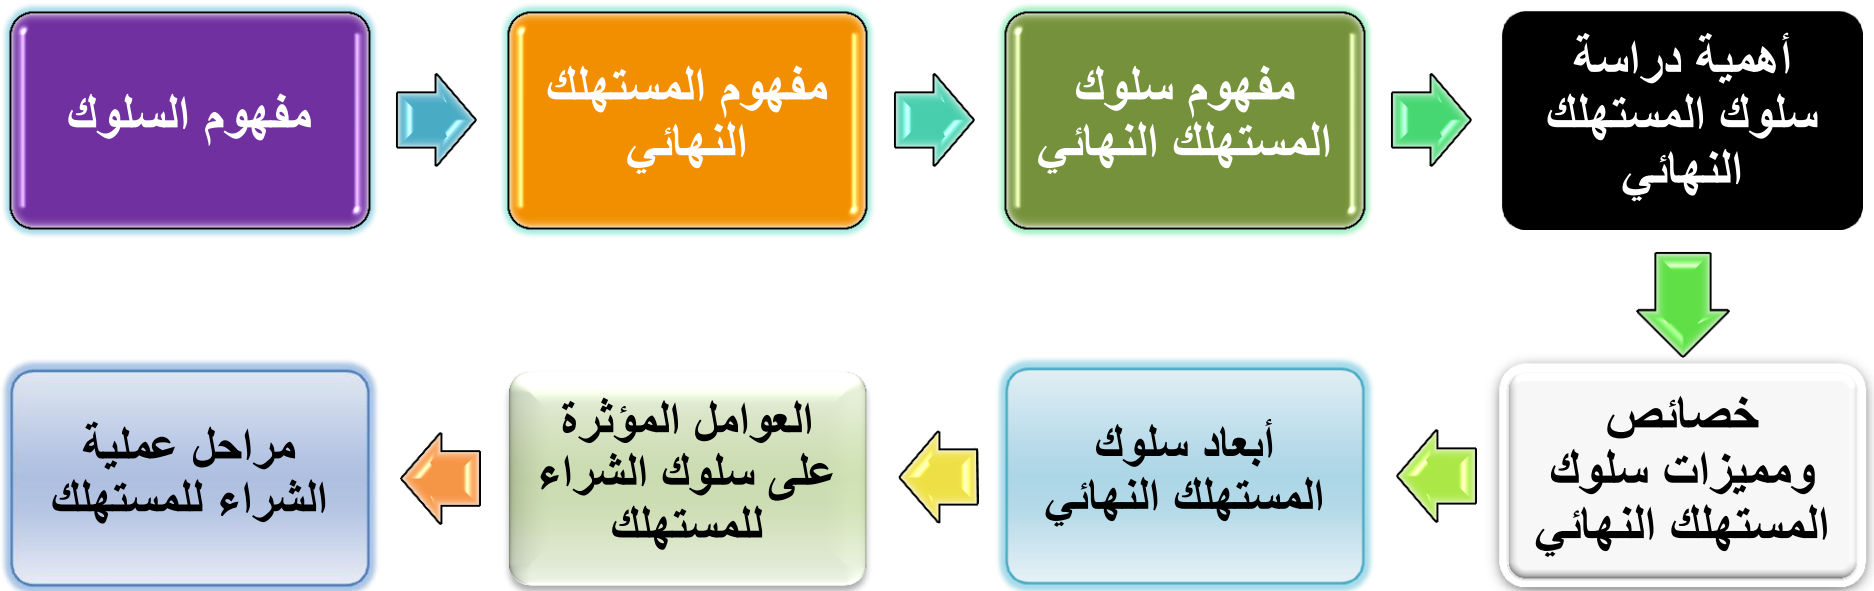 مفهوم السلوك
مفهوم المستهلك
النهائي
مفهوم سلوك
المستهلك النهائي
أهمية دراسة
سلوك المستهلك
النهائي
خصائص
ومميزات سلوك
المستهلك النهائي
أبعاد سلوك
المستهلك النهائي
العوامل المؤثرة
على سلوك الشراء
للمستهلك
مراحل عملية
الشراء للمستهلك